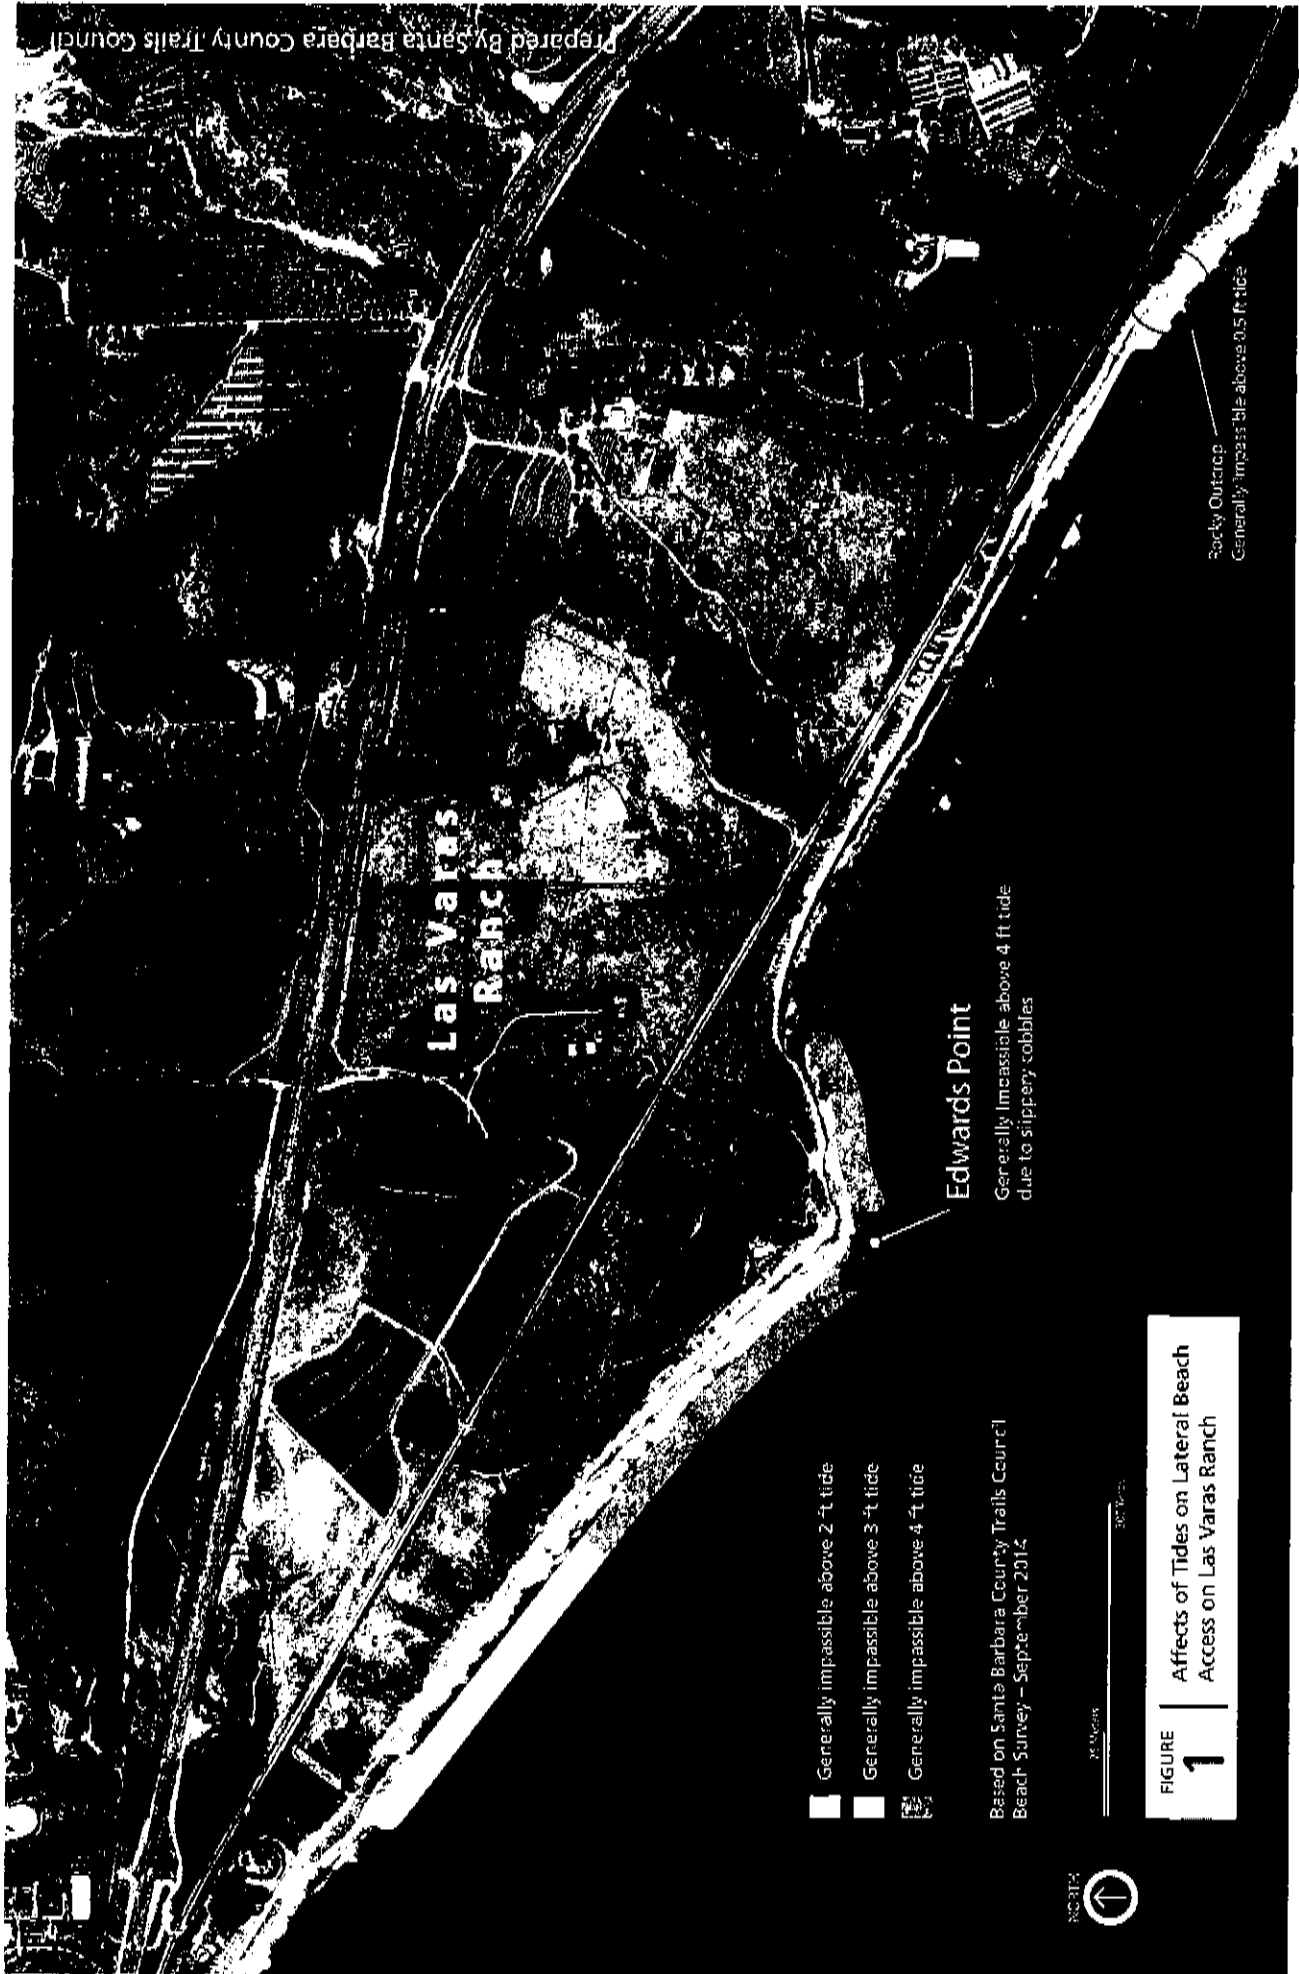 Prepared By Santa Barbara County Trails Council
Las Varas
Ranch
Rocky Outcrop
Generally impassible above 0.5 ft tide
Edwards Point
Generally Impassible above 4 ft tide
due to slippery cobbles
Generally impassible above 2 ft tide
Generally impassible above 3 ft tide
Generally impassible above 4 ft tide
Based on Santa Barbara County Trails Council
Beach Survey – September 2014
NORTH
FIGURE
1
Affects of Tides on Lateral Beach
Access on Las Varas Ranch